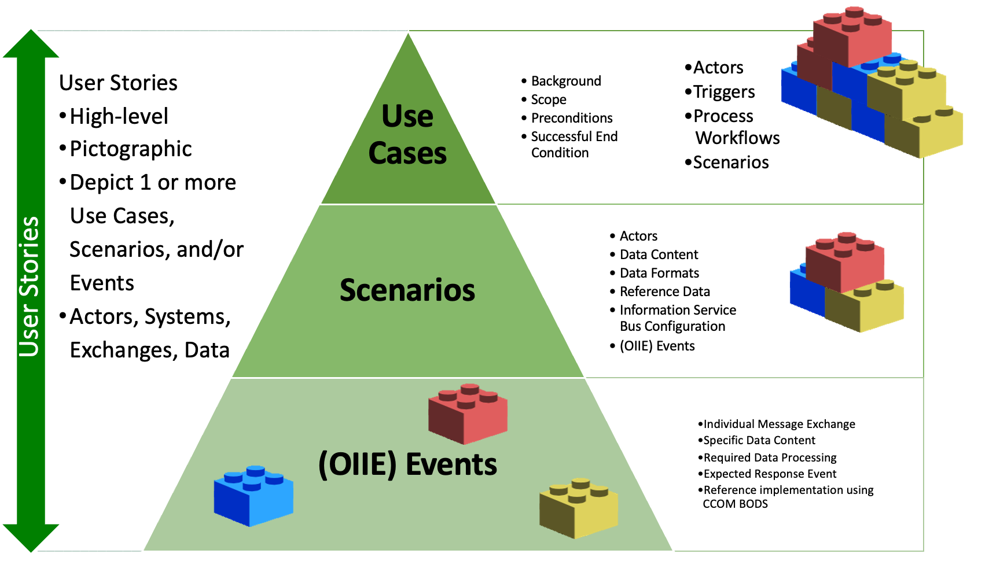 User Stories
User Stories
•High-level
•Pictographic
•Depict 1 or more
Use Cases,
Scenarios, and/or
Events
•Actors, Systems,
Exchanges, Data
Use
Cases
• Background
• Scope
• Preconditions
• Successful End
Condition
•Actors
•Triggers
•Process
Workflows
•Scenarios
Scenarios
• Actors
• Data Content
• Data Formats
• Reference Data
• Information Service
Bus Configuration
• (OIIE) Events
(OIIE) Events
•Individual Message Exchange
•Specific Data Content
•Required Data Processing
•Expected Response Event
•Reference implementation using
CCOM BODS